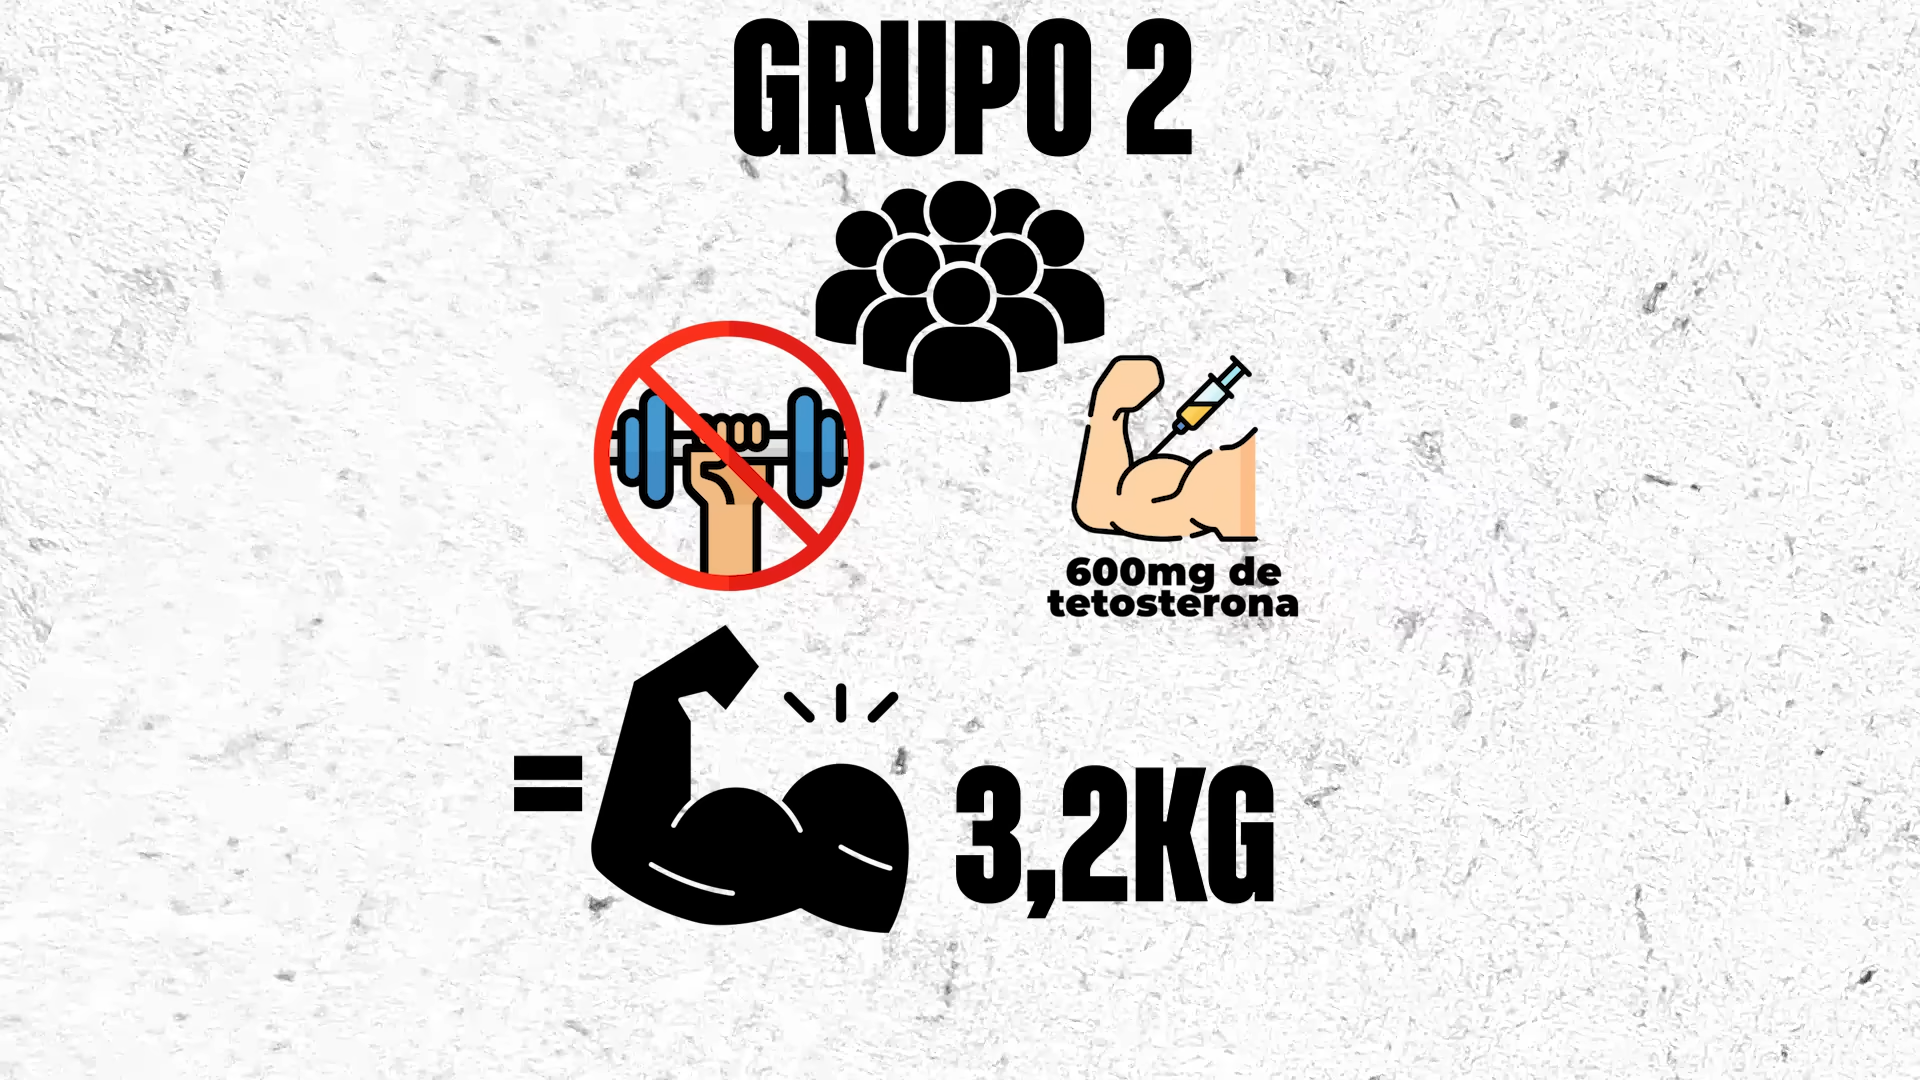 GRUPO 2
600mg de
tetosterona
= 3,2KG